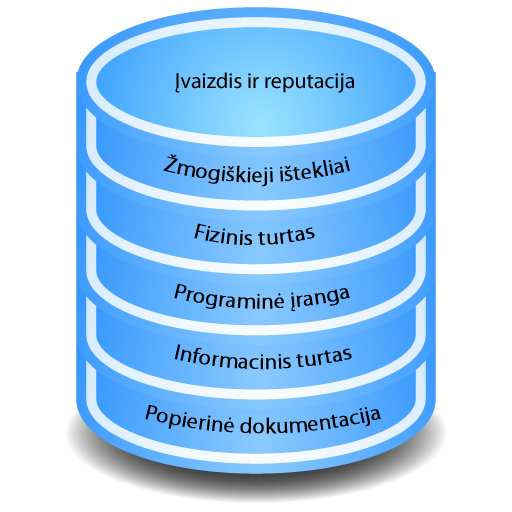 Įvaizdis ir reputacija
Žmogiškieji ištekliai
Fizinis turtas
Programinė įranga
Informacinis turtas
Popierinė dokumentacija